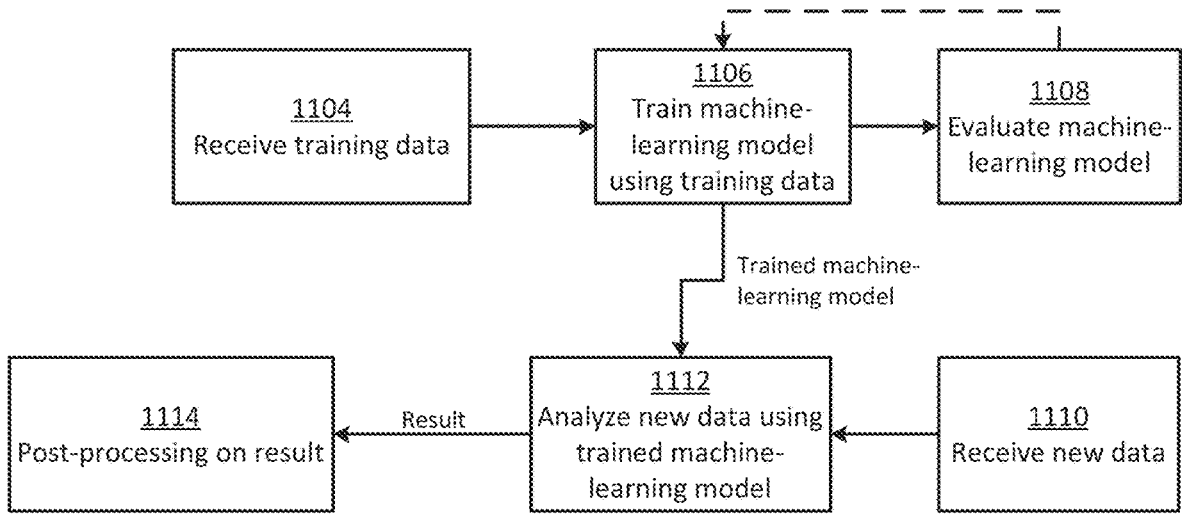 1104
Receive training data
1106
Train machine-
learning model
using training data
1108
Evaluate machine-
learning model
Trained machine-
learning model
1114
Post-processing on result
Result
1112
Analyze new data using
trained machine-
learning model
1110
Receive new data